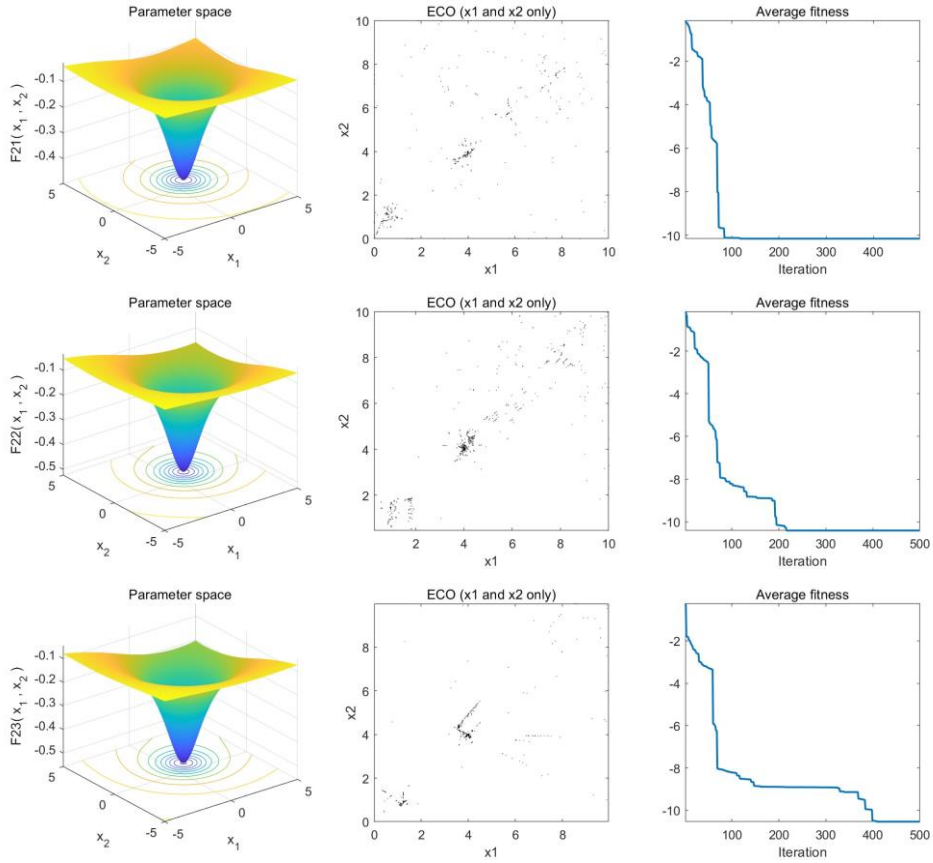 Parameter space
F21( x1 , x2 )
-0.1
-0.2
-0.3
-0.4
5
0
-5
x2
-5
0
5
x1
ECO (x1 and x2 only)
x2
10
8
6
4
2
0
0 2 4 6 8 10
x1
Average fitness
-2
-4
-6
-8
-10
100 200 300 400 500
Iteration
Parameter space
F22( x1 , x2 )
-0.1
-0.2
-0.3
-0.4
-0.5
5
0
-5
x2
-5
0
5
x1
ECO (x1 and x2 only)
x2
10
8
6
4
2
2 4 6 8 10
x1
Average fitness
-2
-4
-6
-8
-10
100 200 300 400 500
Iteration
Parameter space
F23( x1 , x2 )
-0.1
-0.2
-0.3
-0.4
-0.5
5
0
-5
x2
-5
0
5
x1
ECO (x1 and x2 only)
x2
8
6
4
2
0
0 2 4 6 8
x1
Average fitness
-2
-4
-6
-8
-10
100 200 300 400 500
Iteration